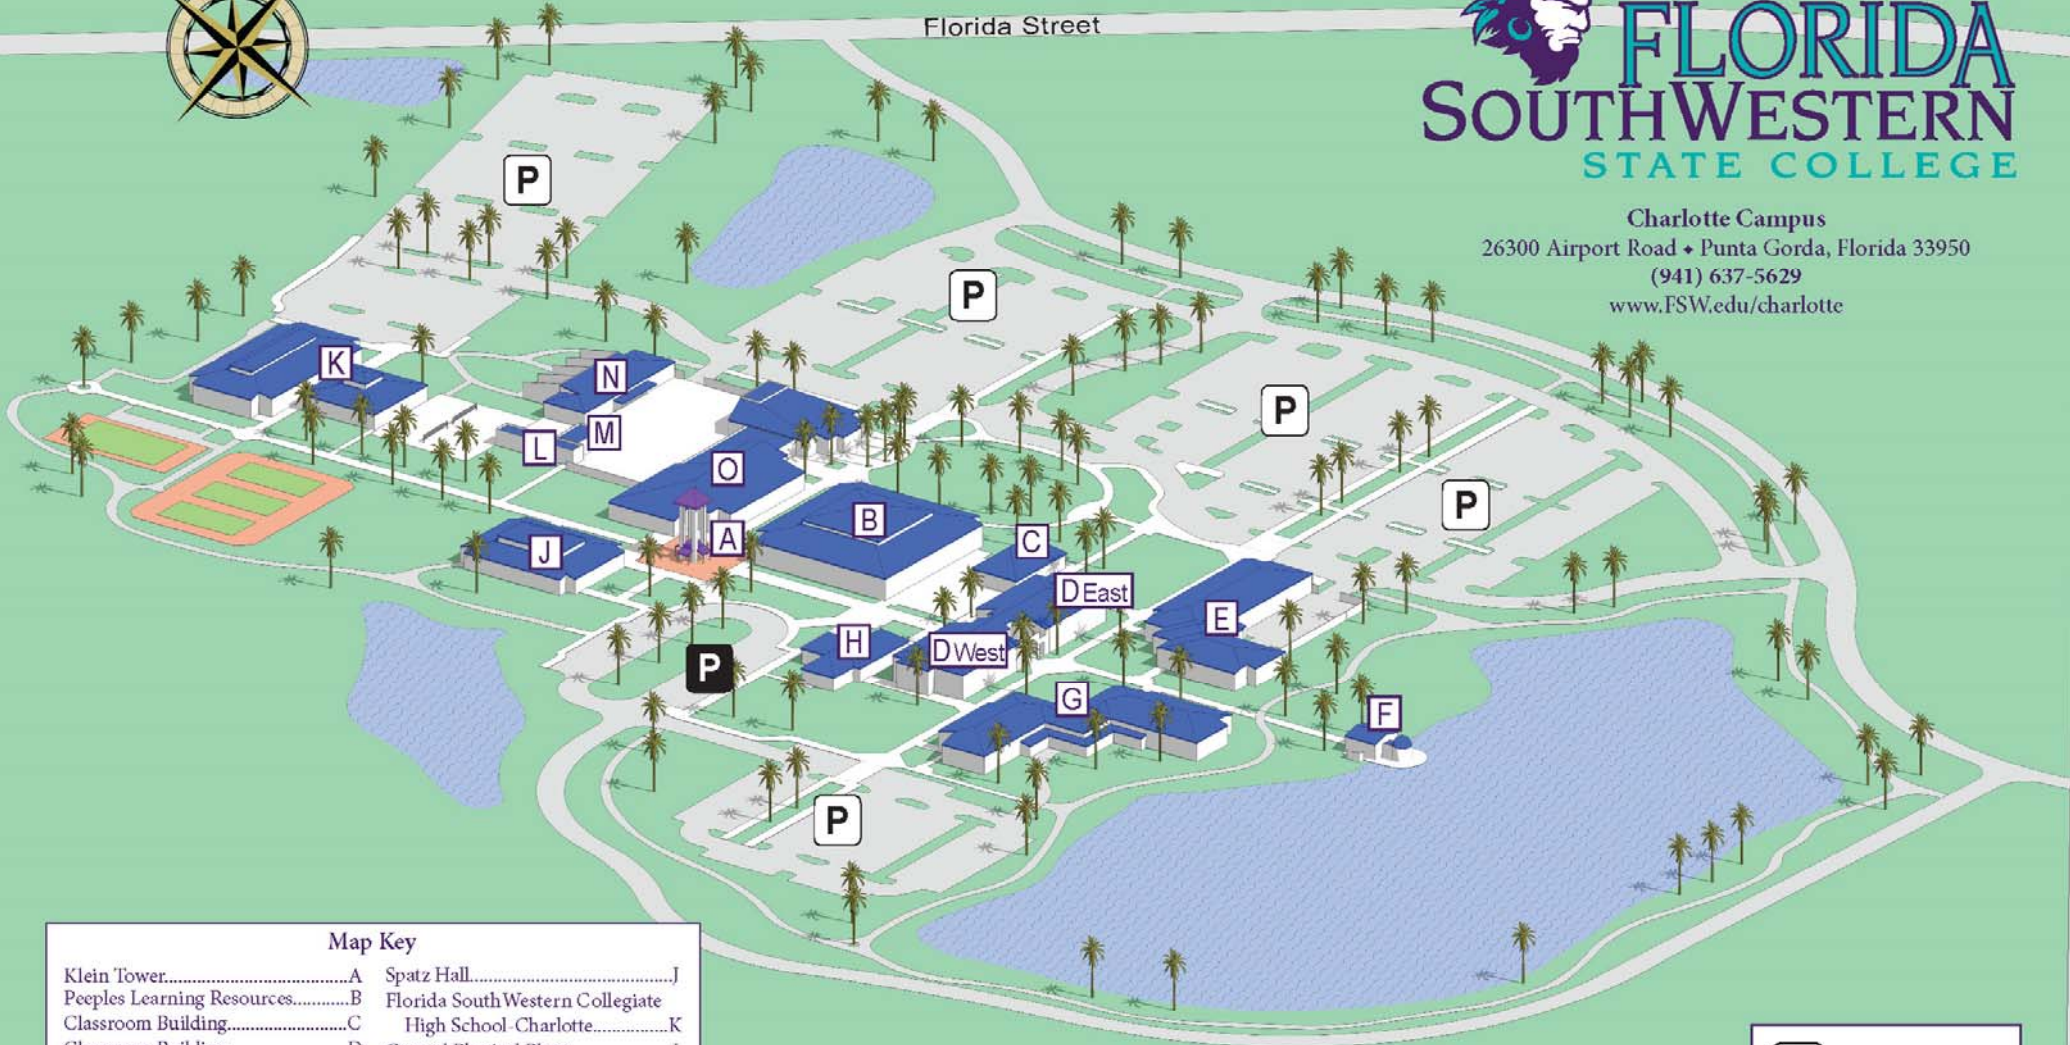 Florida Street
FLORIDA
SOUTHWESTERN
STATE COLLEGE
Charlotte Campus
26300 Airport Road ♦ Punta Gorda, Florida 33950
(941) 637-5629
www.FSW.edu/charlotte
P
P
P
P
K
N
M
L
O
B
A
J
C
D East
E
H
D West
P
G
F
P
Map Key
Klein Tower..............................A
Peeples Learning Resources............B
Classroom Building.........................C
Spatz Hall..........................................J
Florida SouthWestern Collegiate
High School-Charlotte...............K